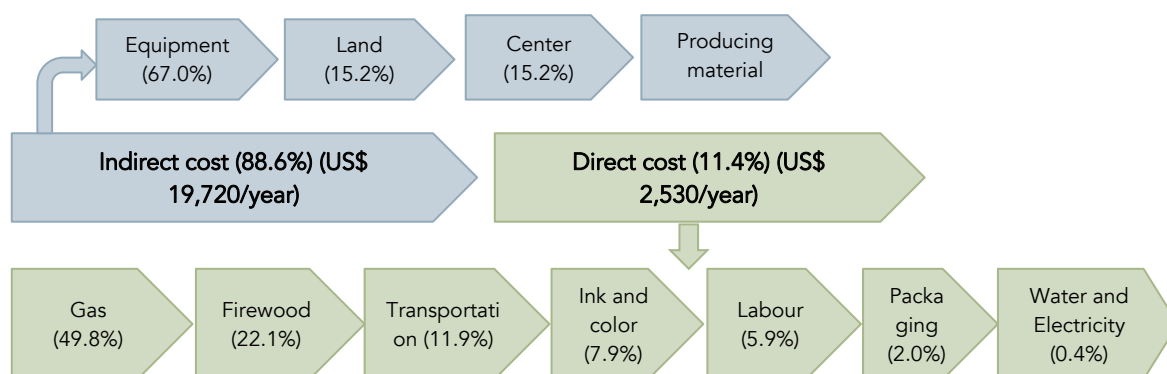 Equipment
(67.0%)
Land
(15.2%)
Center
(15.2%)
Producing
material
Indirect cost (88.6%) (US$
19,720/year)
Direct cost (11.4%) (US$
2,530/year)
Gas
(49.8%)
Firewood
(22.1%)
Transportati
on (11.9%)
Ink and
color
(7.9%)
Labour
(5.9%)
Packa
ging
(2.0%)
Water and
Electricity
(0.4%)